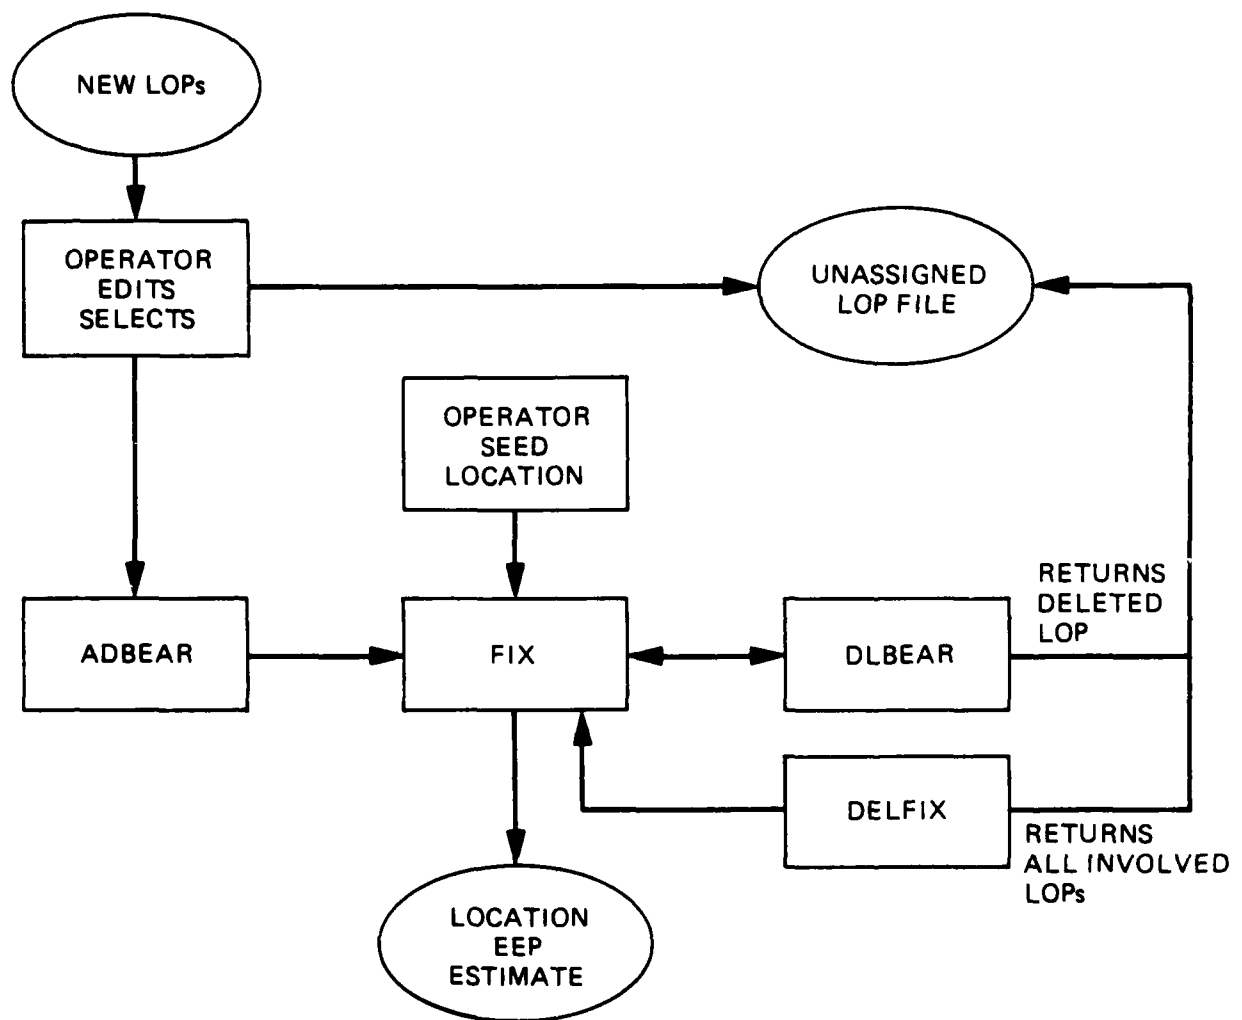 NEW LOPs
OPERATOR
EDITS
SELECTS
UNASSIGNED
LOP FILE
OPERATOR
SEED
LOCATION
RETURNS
DELETED
LOP
ADBEAR
FIX
DLBEAR
DELFIX
RETURNS
ALL INVOLVED
LOPs
LOCATION
EEP
ESTIMATE